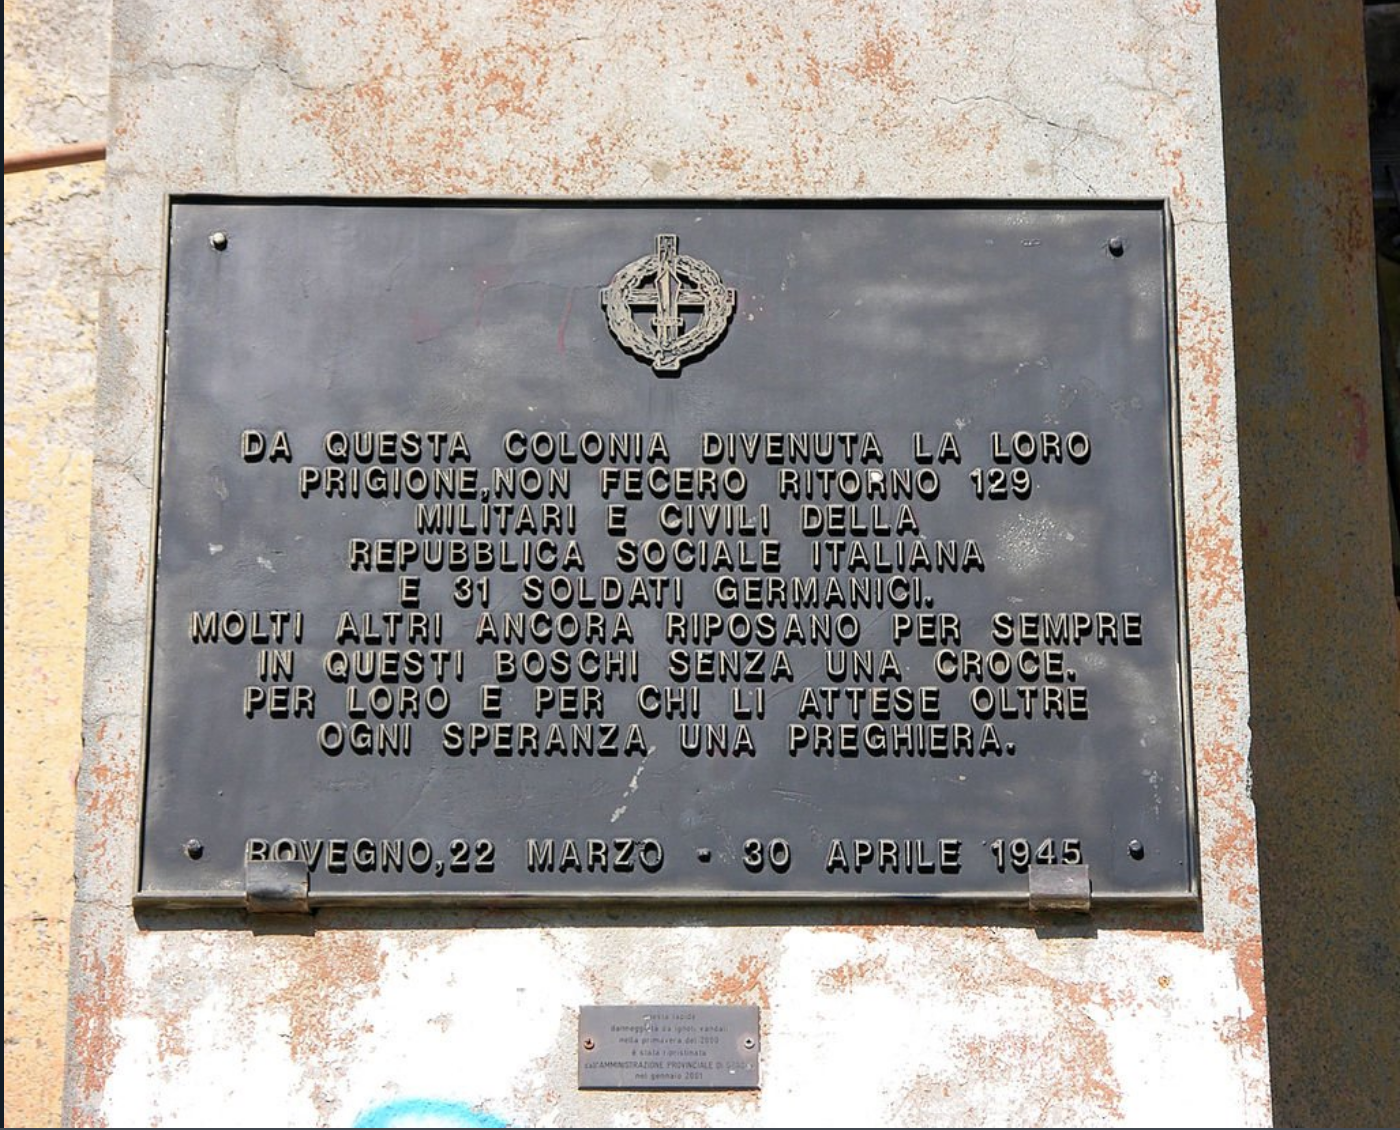 DA QUESTA COLONIA DIVENUTA LA LORO
PRIGIONE,NON FECERO RITORNO 129
MILITARI E CIVILI DELLA
REPUBBLICA SOCIALE ITALIANA
E 31 SOLDATI GERMANICI.
MOLTI ALTRI ANCORA RIPOSANO PER SEMPRE
IN QUESTI BOSCHI SENZA UNA CROCE.
PER LORO E PER CHI LI ATTESE OLTRE
OGNI SPERANZA UNA PREGHIERA.
ROVEGNO,22 MARZO - 30 APRILE 1945
lapide
danneggiata da ignoti vandali
nella primavera del 2000
è stata ripristinata
dall'AMMINISTRAZIONE PROVINCIALE DI
nel gennaio 2001